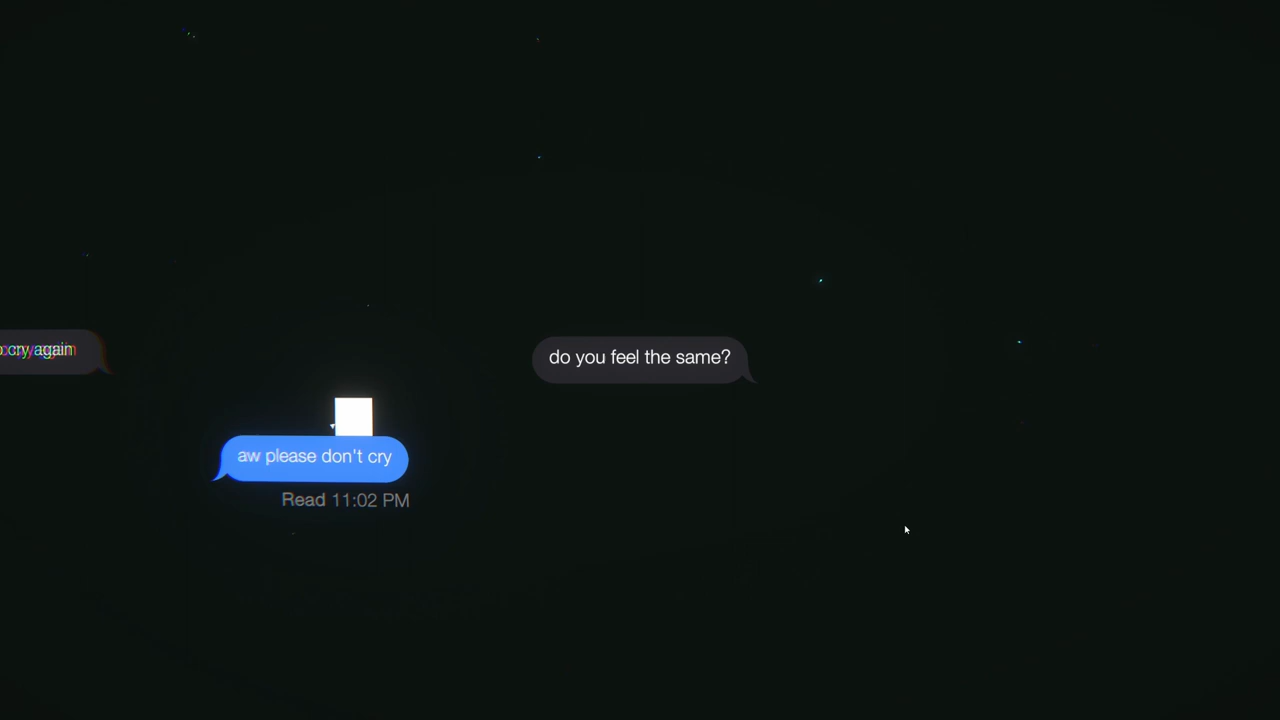 cry again
do you feel the same?
aw please don't cry
Read 11:02 PM